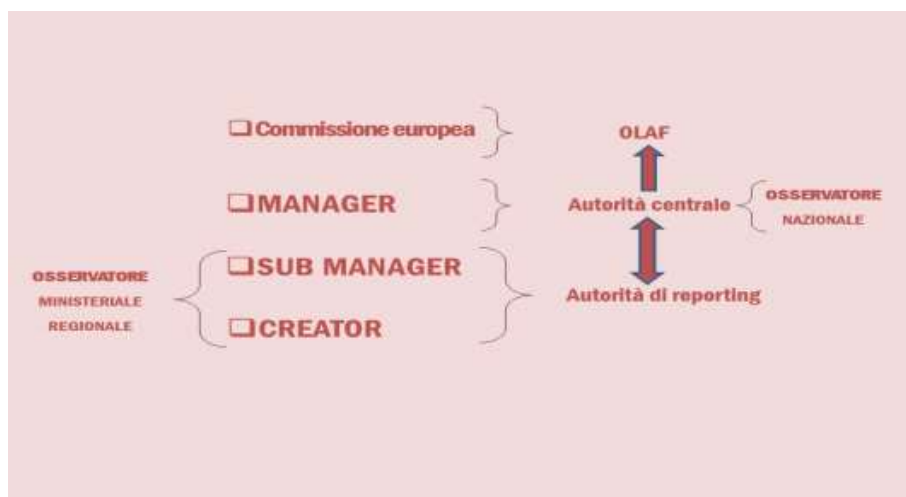 ❑Commissione europea
OLAF
❑MANAGER
Autorità centrale
OSSERVATORE
NAZIONALE
❑SUB MANAGER
OSSERVATORE
MINISTERIALE
REGIONALE
Autorità di reporting
❑CREATOR